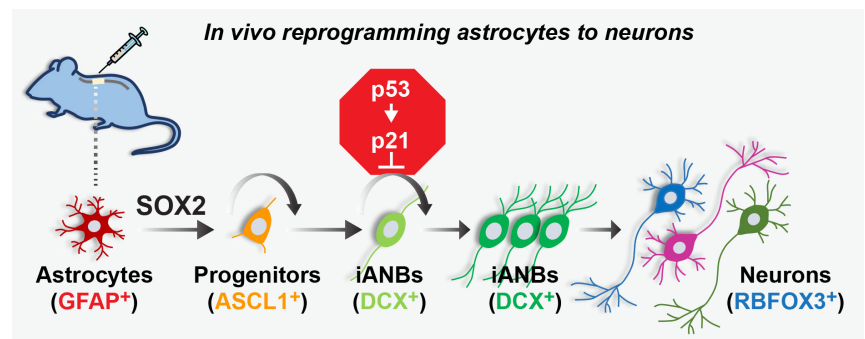 In vivo reprogramming astrocytes to neurons
p53
p21
SOX2
Astrocytes
(GFAP+)
Progenitors
(ASCL1+)
iANBs
(DCX+)
iANBs
(DCX+)
Neurons
(RBFOX3+)